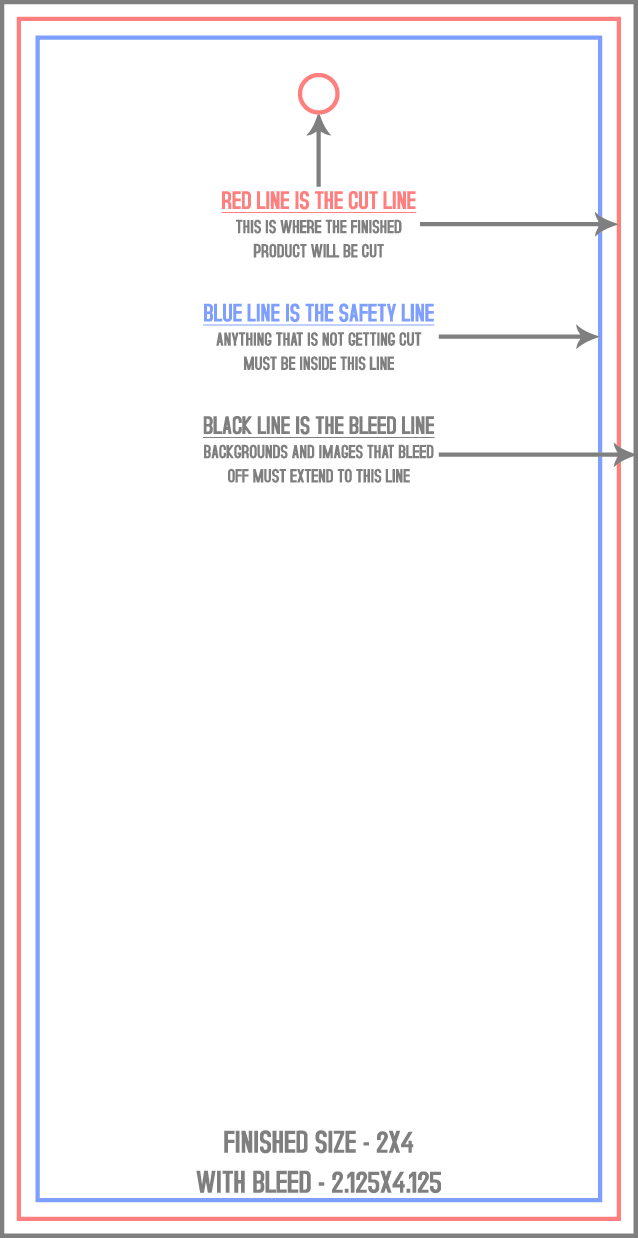 RED LINE IS THE CUT LINE
THIS IS WHERE THE FINISHED
PRODUCT WILL BE CUT
BLUE LINE IS THE SAFETY LINE
ANYTHING THAT IS NOT GETTING CUT
MUST BE INSIDE THIS LINE
BLACK LINE IS THE BLEED LINE
BACKGROUNDS AND IMAGES THAT BLEED
OFF MUST EXTEND TO THIS LINE
FINISHED SIZE - 2X4
WITH BLEED - 2.125X4.125